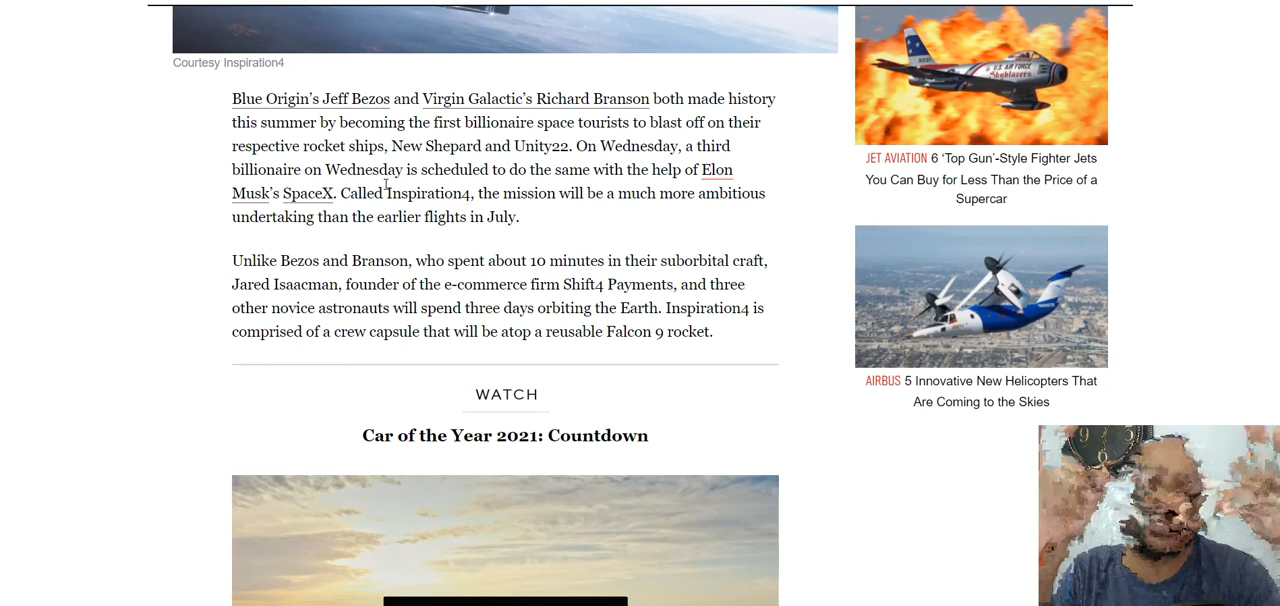 Courtesy Inspiration4
Blue Origin's Jeff Bezos and Virgin Galactic's Richard Branson both made history
this summer by becoming the first billionaire space tourists to blast off on their
respective rocket ships, New Shepard and Unity22. On Wednesday, a third
billionaire on Wednesday is scheduled to do the same with the help of Elon
Musk's SpaceX. Called Inspiration4, the mission will be a much more ambitious
undertaking than the earlier flights in July.
Unlike Bezos and Branson, who spent about 10 minutes in their suborbital craft,
Jared Isaacman, founder of the e-commerce firm Shift4 Payments, and three
other novice astronauts will spend three days orbiting the Earth. Inspiration4 is
comprised of a crew capsule that will be atop a reusable Falcon 9 rocket.
WATCH
Car of the Year 2021: Countdown
U.S. AIR FORCE
Skyblazers
JET AVIATION 6 'Top Gun'-Style Fighter Jets
You Can Buy for Less Than the Price of a
Supercar
AIRBUS 5 Innovative New Helicopters That
Are Coming to the Skies
9 6 5